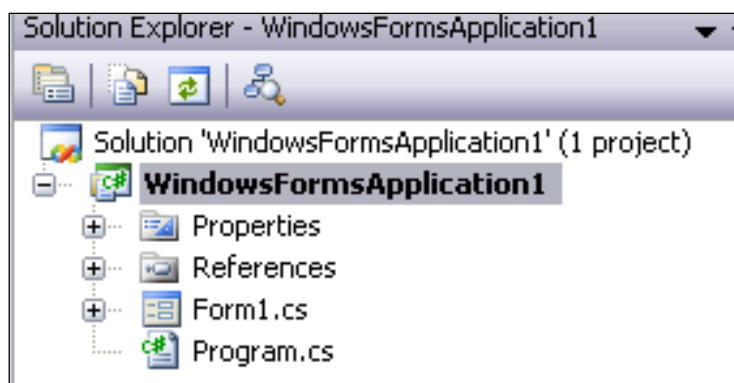 Solution Explorer - WindowsFormsApplication1
Solution 'WindowsFormsApplication1' (1 project)
C# WindowsFormsApplication1
Properties
References
Form1.cs
C# Program.cs